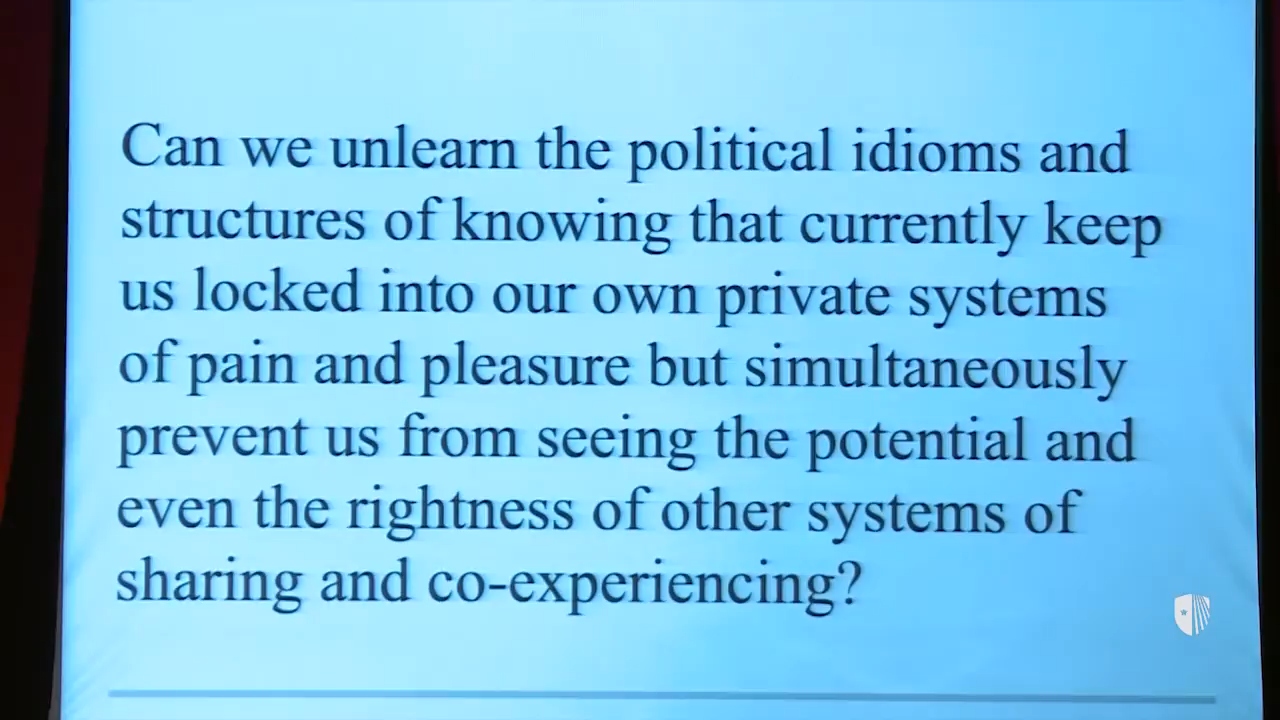 Can we unlearn the political idioms and
structures of knowing that currently keep
us locked into our own private systems
of pain and pleasure but simultaneously
prevent us from seeing the potential and
even the rightness of other systems of
sharing and co-experiencing?